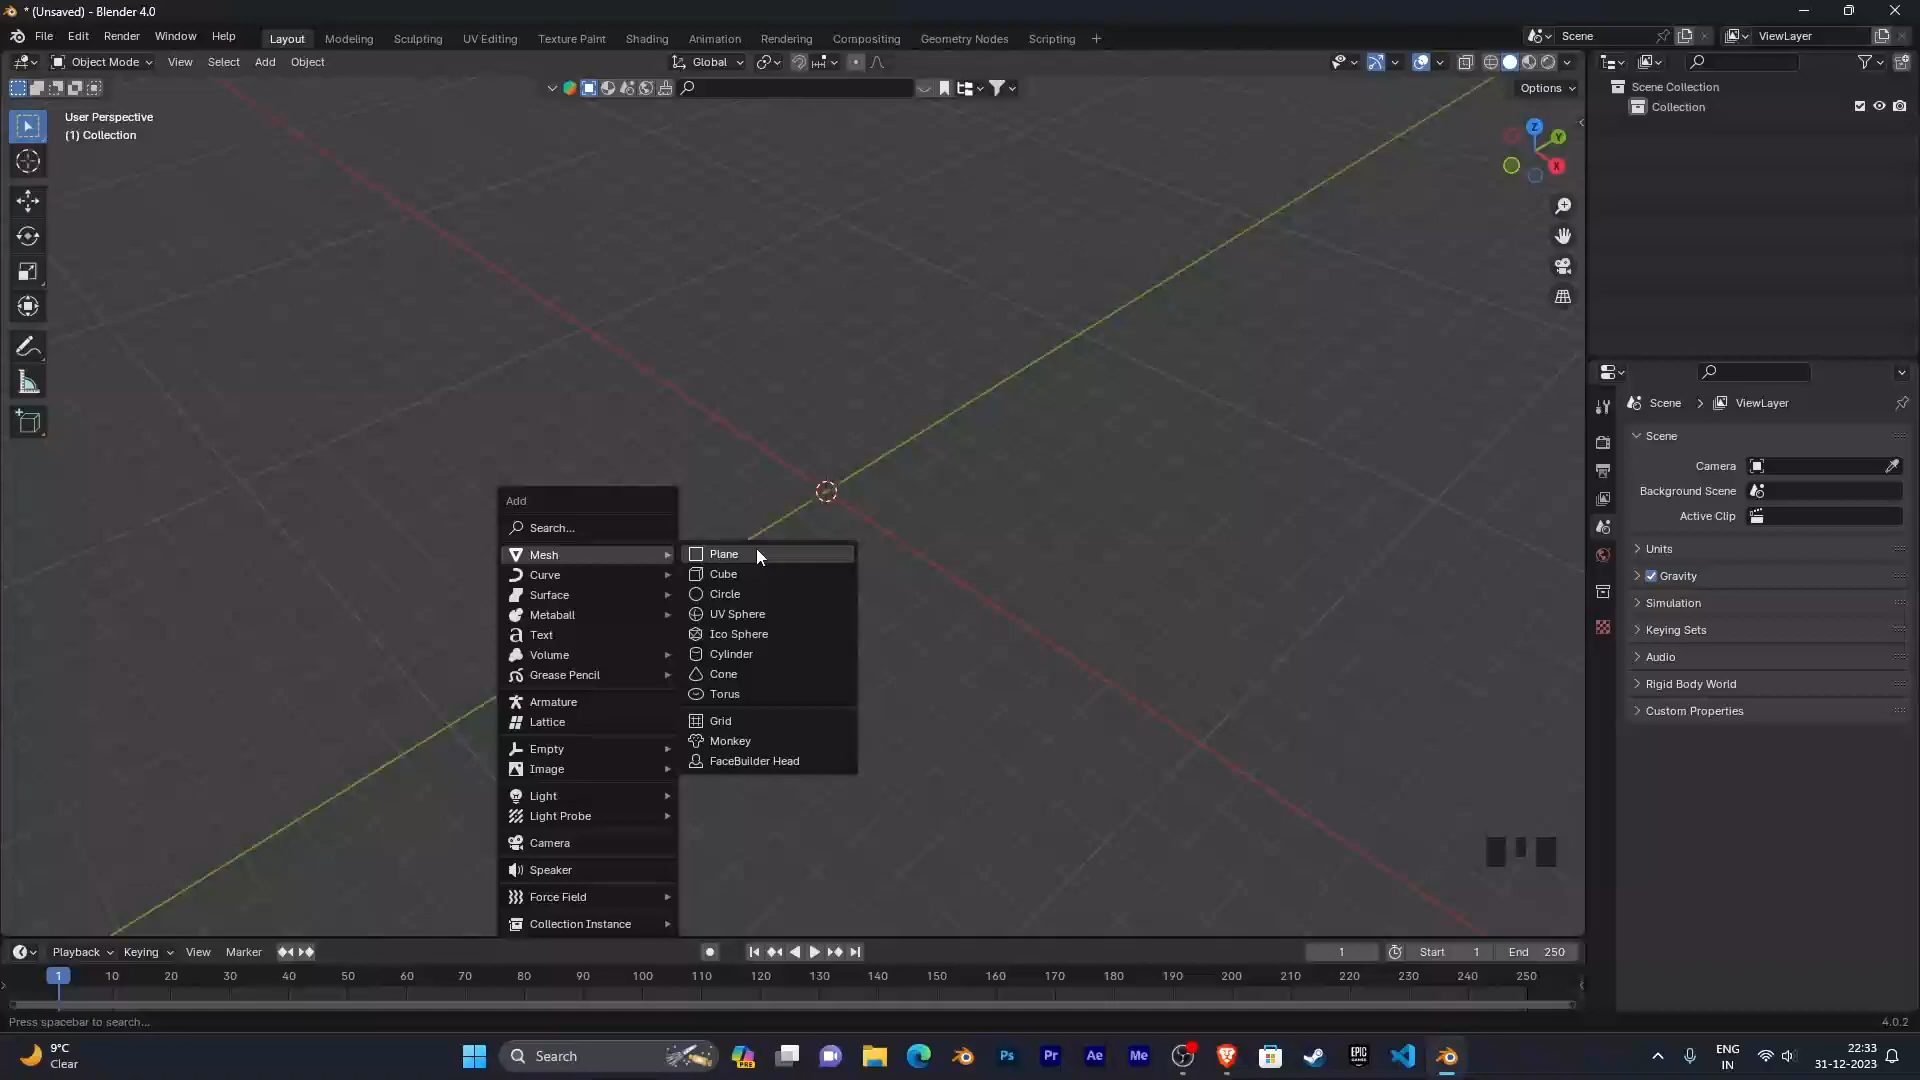 * (Unsaved) - Blender 4.0
File Edit Render Window Help
Layout Modeling Sculpting UV Editing Texture Paint Shading Animation Rendering Compositing Geometry Nodes Scripting +
Scene
ViewLayer
Object Mode View Select Add Object
Global
Options
User Perspective
(1) Collection
Z
Y
X
Scene Collection
Collection
Scene > ViewLayer
Scene
Camera
Background Scene
Active Clip
Units
Gravity
Simulation
Keying Sets
Audio
Rigid Body World
Custom Properties
Add
Search...
Mesh
Curve
Surface
Metaball
Text
Volume
Grease Pencil
Armature
Lattice
Empty
Image
Light
Light Probe
Camera
Speaker
Force Field
Collection Instance
Plane
Cube
Circle
UV Sphere
Ico Sphere
Cylinder
Cone
Torus
Grid
Monkey
FaceBuilder Head
Playback Keying View Marker
1 Start 1 End 250
1 10 20 30 40 50 60 70 80 90 100 110 120 130 140 150 160 170 180 190 200 210 220 230 240 250
Press spacebar to search...
4.0.2
9°C
Clear
Search
PRE
Ps
Pr
Ae
Me
EPIC
GAMES
ENG
IN
22:33
31-12-2023